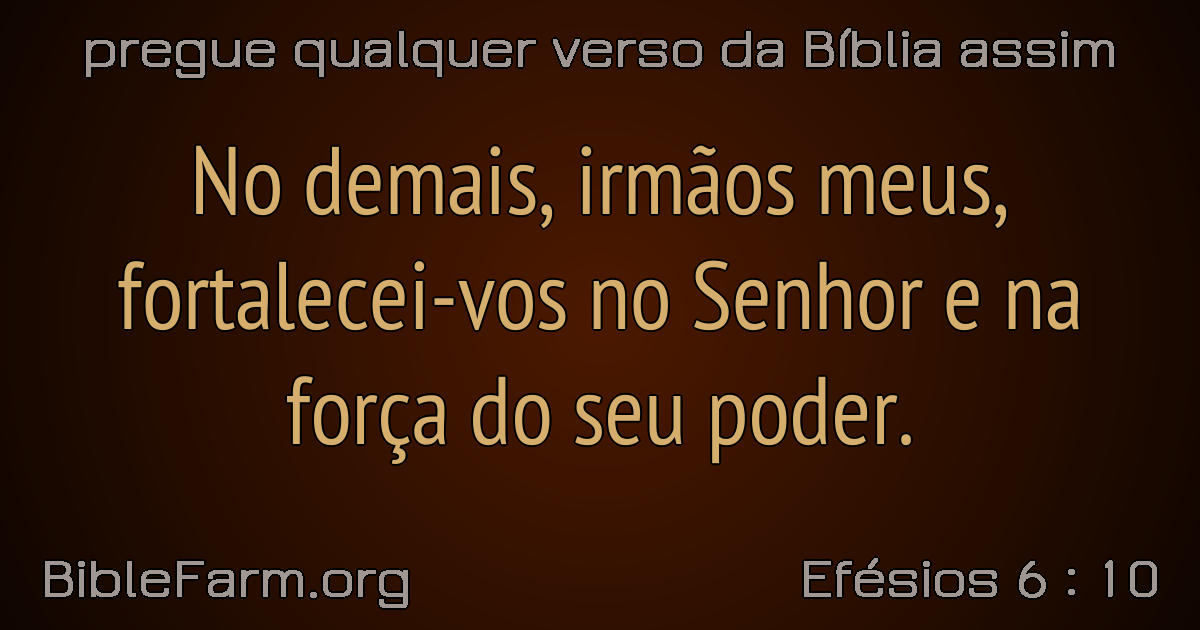 pregue qualquer verso da Bíblia assim
No demais, irmãos meus,
fortalecei-vos no Senhor e na
força do seu poder.
BibleFarm.org
Efésios 6 : 10